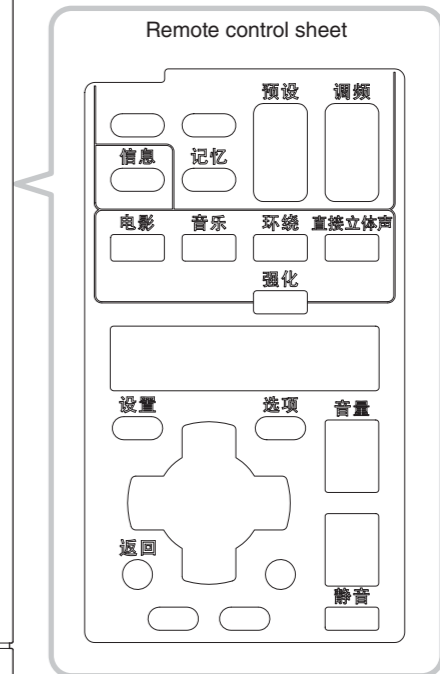 Remote control sheet
预设 调频
信息 记忆
电影 音乐 环绕 直接立体声
强化
设置 选项 音量
返回
静音